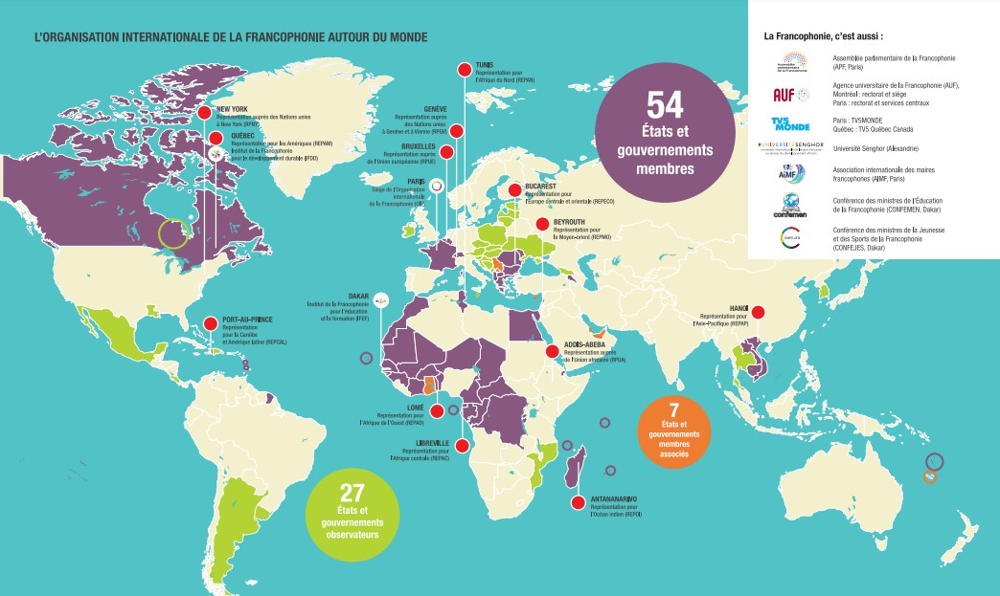 L'ORGANISATION INTERNATIONALE DE LA FRANCOPHONIE AUTOUR DU MONDE
TUNIS
Représentation pour
l'Afrique du Nord (REPAN)
NEW YORK
Représentation auprès des Nations unies
à New York (RPNY)
QUÉBEC
Représentation pour les Amériques (REPAM)
Institut de la Francophonie
pour le développement durable (IFDD)
GENÈVE
Représentation auprès
des Nations unies
à Genève et à Vienne (RPGV)
BRUXELLES
Représentation auprès
de l'Union européenne (RPUE)
PARIS
Siège de l'Organisation
internationale
de la Francophonie (OIF)
BUCAREST
Représentation pour
l'Europe centrale et orientale (REPECO)
BEYROUTH
Représentation pour
le Moyen-orient (REPMO)
54
États et
gouvernements
membres
DAKAR
Institut de la Francophonie
pour l'éducation
et la formation (IFEF)
PORT-AU-PRINCE
Représentation
pour la Caraïbe
et Amérique latine (REPCAL)
HANOÏ
Représentation pour
l'Asie-Pacifique (REPAP)
ADDIS-ABEBA
Représentation auprès
de l'Union africaine (RPUA)
LOMÉ
Représentation pour
l'Afrique de l'Ouest (REPAO)
LIBREVILLE
Représentation pour
l'Afrique centrale (REPAC)
7
États et
gouvernements
membres
associés
27
États et
gouvernements
observateurs
ANTANANARIVO
Représentation pour
l'Océan indien (REPOI)
La Francophonie, c'est aussi :
Assemblée
parlementaire
de la Francophonie
Assemblée parlementaire de la Francophonie
(APF, Paris)
AUF
Agence universitaire de la Francophonie (AUF),
Montréal : rectorat et siège
Paris : rectorat et services centraux
TV5
MONDE
Paris : TV5MONDE
Québec : TV5 Québec Canada
UNIVERSITÉSENGHOR
Université Senghor (Alexandrie)
AIMF
Association internationale des maires
francophones (AIMF, Paris)
confemen
Conférence des ministres de l'Éducation
de la Francophonie (CONFEMEN, Dakar)
CONFEJES
Conférence des ministres de la Jeunesse
et des Sports de la Francophonie
(CONFEJES, Dakar)